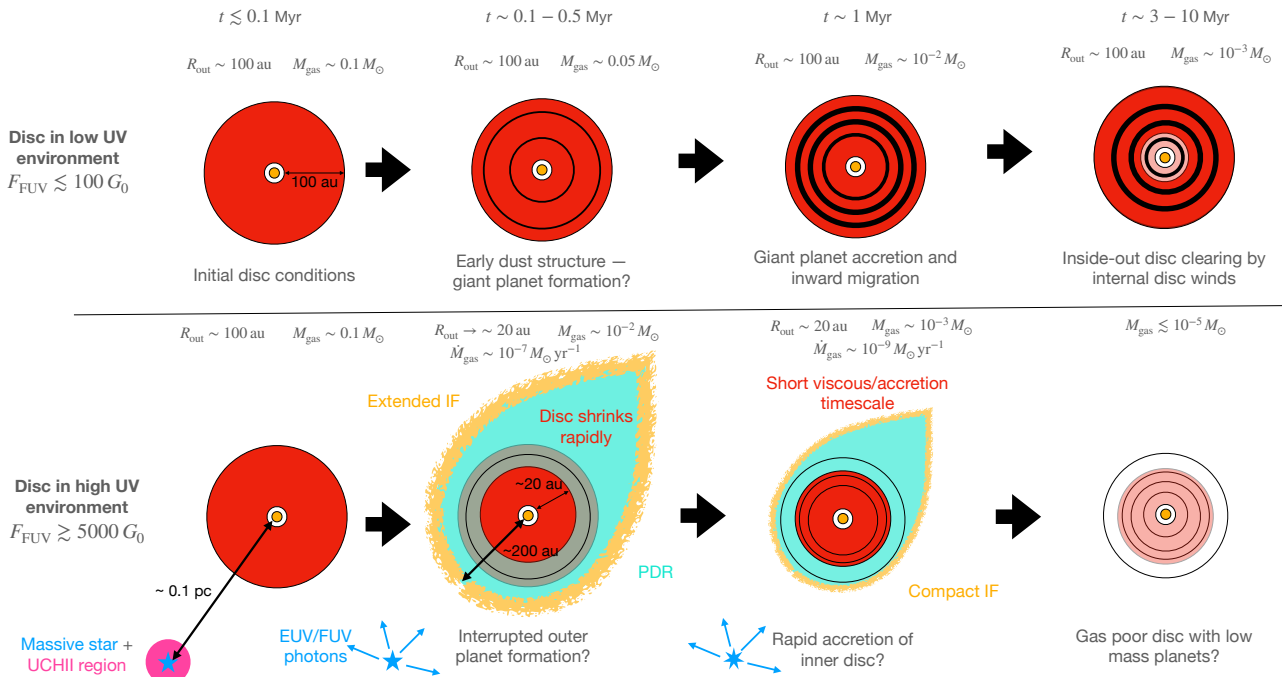 t ≲ 0.1 Myr
t ∼ 0.1 − 0.5 Myr
t ∼ 1 Myr
t ∼ 3 − 10 Myr
R_out ∼ 100 au M_gas ∼ 0.1 M_⊙
R_out ∼ 100 au M_gas ∼ 0.05 M_⊙
R_out ∼ 100 au M_gas ∼ 10^−2 M_⊙
R_out ∼ 100 au M_gas ∼ 10^−3 M_⊙
Disc in low UV
environment
F_FUV ≲ 100 G_0
100 au
Initial disc conditions
Early dust structure —
giant planet formation?
Giant planet accretion and
inward migration
Inside-out disc clearing by
internal disc winds
R_out ∼ 100 au M_gas ∼ 0.1 M_⊙
R_out → ∼ 20 au M_gas ∼ 10^−2 M_⊙
Ṁ_gas ∼ 10^−7 M_⊙ yr^−1
R_out ∼ 20 au M_gas ∼ 10^−3 M_⊙
Ṁ_gas ∼ 10^−9 M_⊙ yr^−1
M_gas ≲ 10^−5 M_⊙
Extended IF
Disc shrinks
rapidly
Short viscous/accretion
timescale
Disc in high UV
environment
F_FUV ≳ 5000 G_0
~20 au
~200 au
PDR
Compact IF
~ 0.1 pc
Massive star +
UCHII region
EUV/FUV
photons
Interrupted outer
planet formation?
Rapid accretion of
inner disc?
Gas poor disc with low
mass planets?